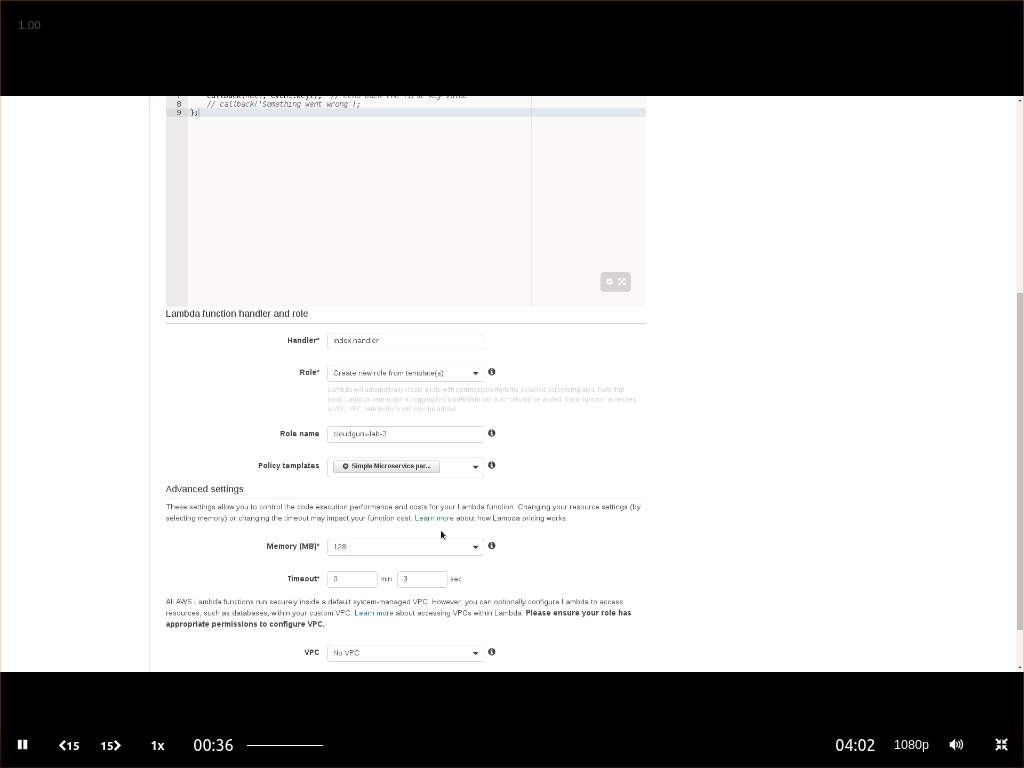 1.00
8 // callback('Something went wrong');
9 };
Lambda function handler and role
Handler* index.handler
Role* Create new role from template(s)
Lambda will automatically create a role with permissions from the selected policy templates. Note that
basic Lambda permissions (logging to CloudWatch) will automatically be added. If your function accesses
a VPC, VPC permissions will also be added.
Role name cloudguru-lab-3
Policy templates Simple Microservice per...
Advanced settings
These settings allow you to control the code execution performance and costs for your Lambda function. Changing your resource settings (by
selecting memory) or changing the timeout may impact your function cost. Learn more about how Lambda pricing works.
Memory (MB)* 128
Timeout* 0 min 3 sec
All AWS Lambda functions run securely inside a default system-managed VPC. However, you can optionally configure Lambda to access
resources, such as databases, within your custom VPC. Learn more about accessing VPCs within Lambda. Please ensure your role has
appropriate permissions to configure VPC.
VPC No VPC
15 15 1x 00:36 04:02 1080p